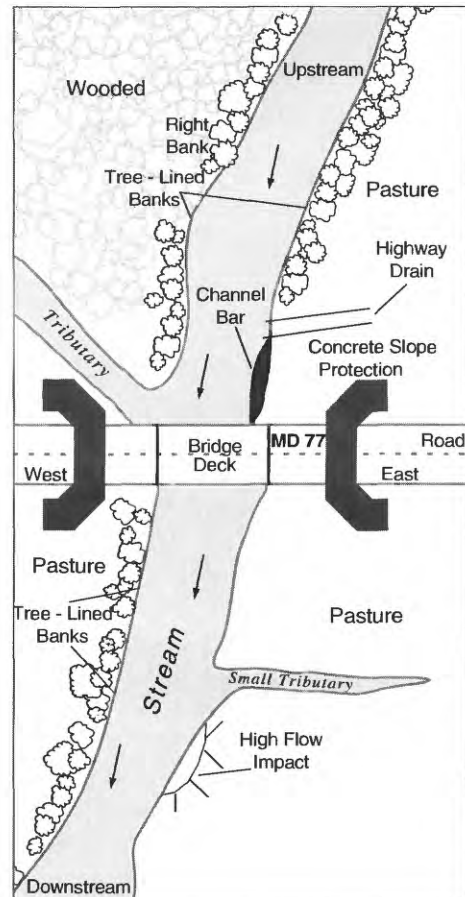 Upstream
Wooded
Right
Bank
Tree - Lined
Banks
Pasture
Highway
Drain
Channel
Bar
Tributary
Concrete Slope
Protection
MD 77
Road
Bridge
Deck
West
East
Pasture
Tree - Lined
Banks
Pasture
Stream
Small Tributary
High Flow
Impact
Downstream